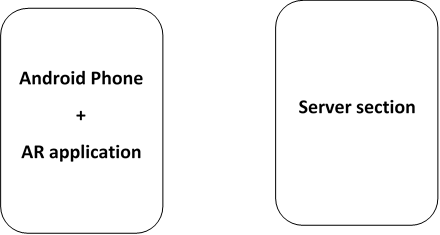 Android Phone
+
AR application
Server section